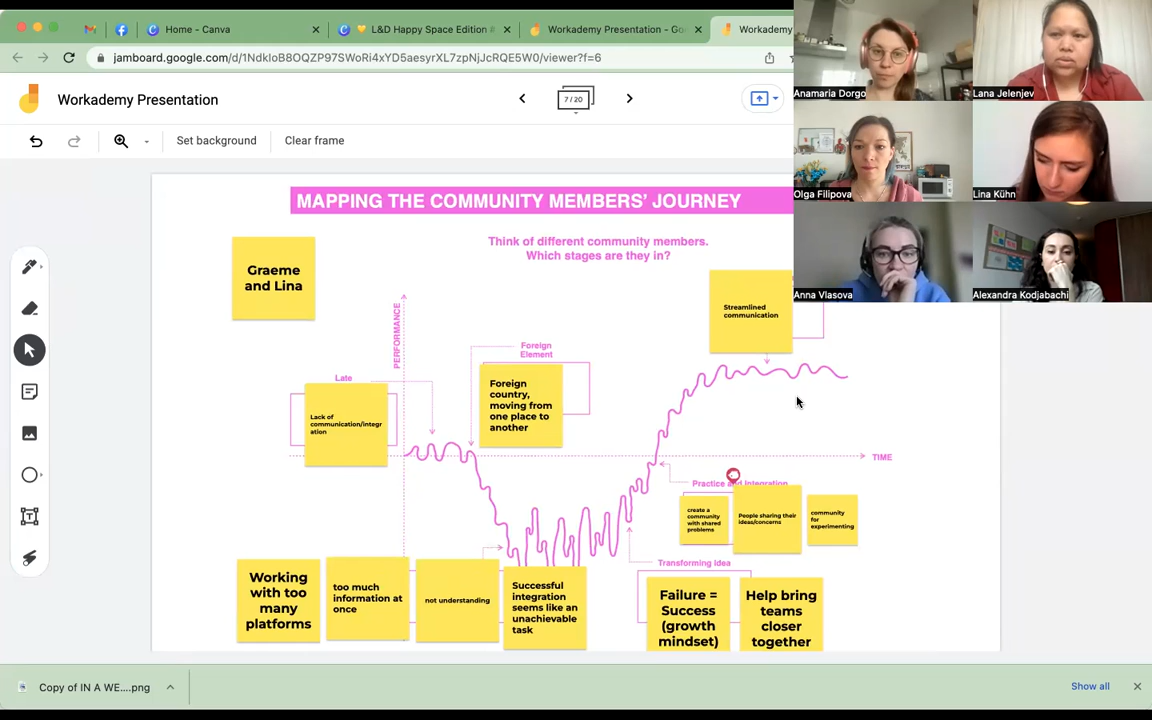 Home - Canva
L&D Happy Space Edition
Workademy Presentation - Go
Workademy
jamboard.google.com/d/1NdkIoB8OQZP97SWoRi4xYD5aesyrXL7zpNjJcRQE5W0/viewer?f=6
Workademy Presentation
7 / 20
Set background
Clear frame
Anamaria Dorgo
Lana Jelenjev
Olga Filipova
Lina Kühn
Anna Vlasova
Alexandra Kodjabachi
MAPPING THE COMMUNITY MEMBERS' JOURNEY
Think of different community members.
Which stages are they in?
Graeme
and Lina
PERFORMANCE
Streamlined
communication
Foreign
Element
Late
Foreign
country,
moving from
one place to
another
Lack of
communication/integr
ation
TIME
Practice and Integration
create a
community
with shared
problems
People sharing their
ideas/concerns
community
for
experimenting
Transforming Idea
Working
with too
many
platforms
too much
information at
once
not understanding
Successful
integration
seems like an
unachievable
task
Failure =
Success
(growth
mindset)
Help bring
teams
closer
together
Copy of IN A WE....png
Show all